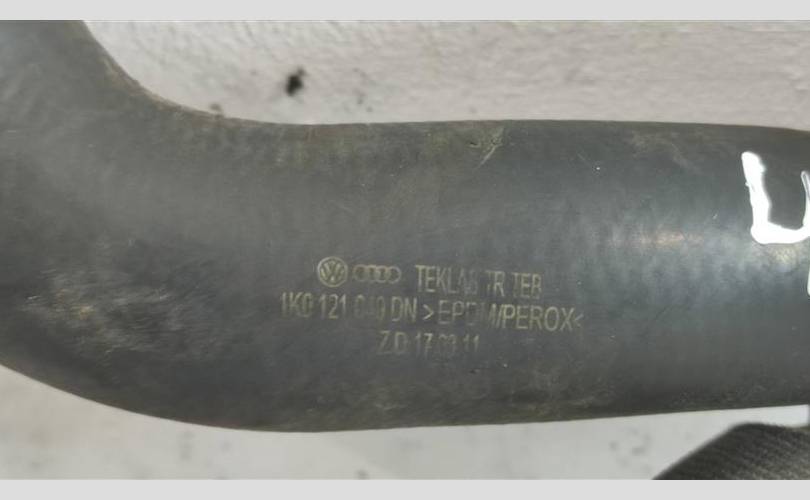 TEKLAS TR TEB
1K0 121 049 DN >EPDM/PEROX<
Z.D 17 03 11